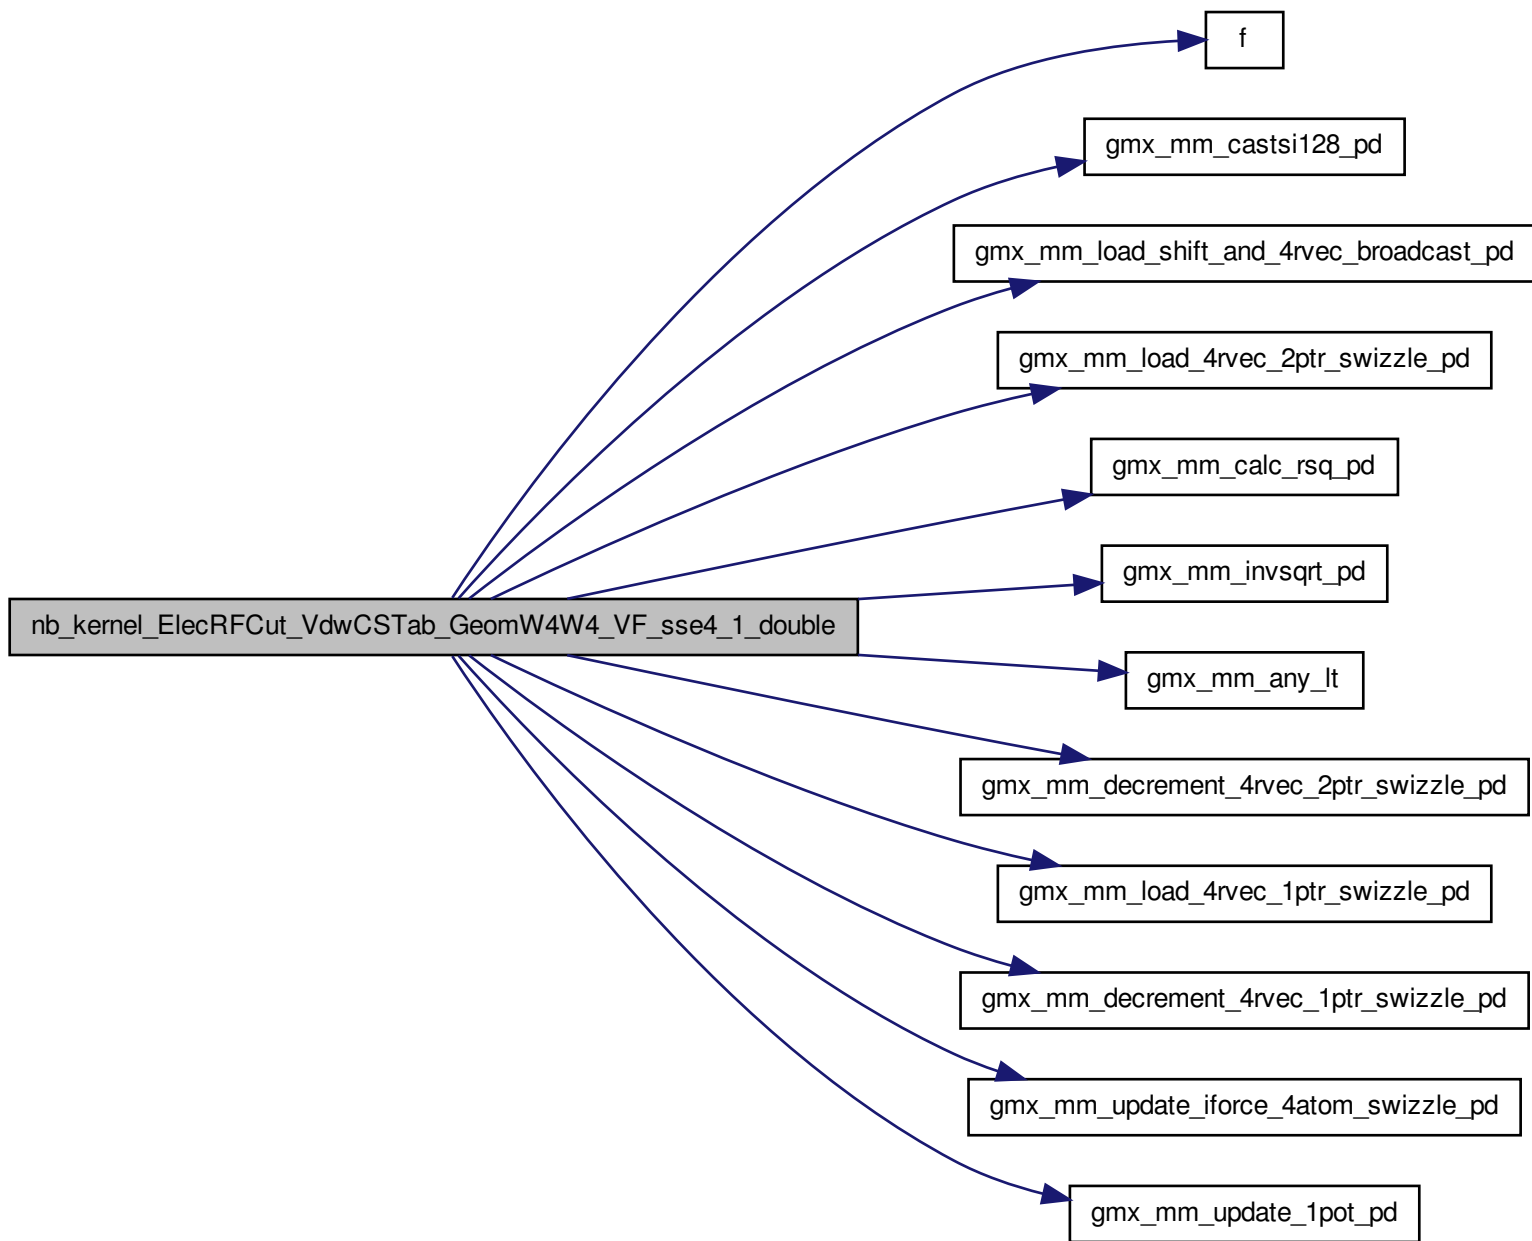 f
gmx_mm_castsi128_pd
gmx_mm_load_shift_and_4rvec_broadcast_pd
gmx_mm_load_4rvec_2ptr_swizzle_pd
gmx_mm_calc_rsq_pd
gmx_mm_invsqrt_pd
nb_kernel_ElecRFCut_VdwCSTab_GeomW4W4_VF_sse4_1_double
gmx_mm_any_lt
gmx_mm_decrement_4rvec_2ptr_swizzle_pd
gmx_mm_load_4rvec_1ptr_swizzle_pd
gmx_mm_decrement_4rvec_1ptr_swizzle_pd
gmx_mm_update_iforce_4atom_swizzle_pd
gmx_mm_update_1pot_pd